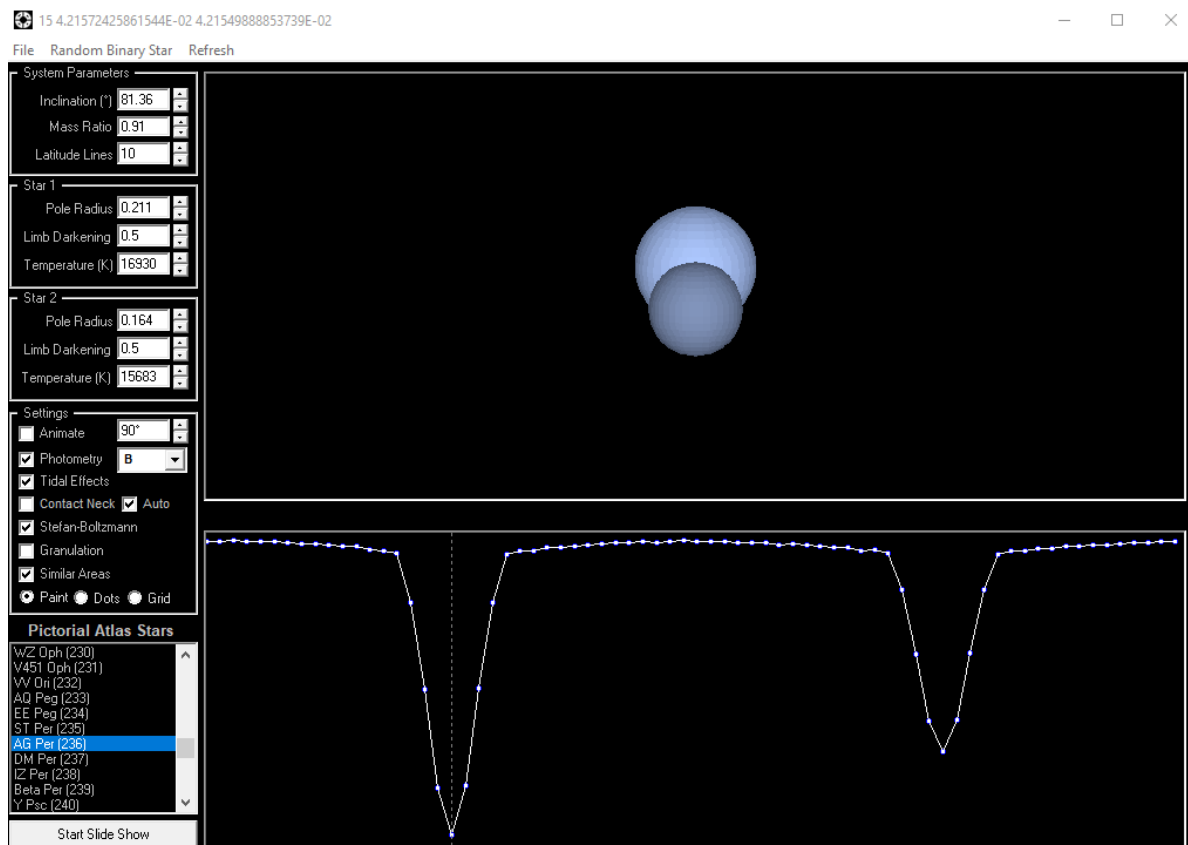 15 4.21572425861544E-02 4.21549888853739E-02
File Random Binary Star Refresh
System Parameters
Inclination (°) 81.36
Mass Ratio 0.91
Latitude Lines 10
Star 1
Pole Radius 0.211
Limb Darkening 0.5
Temperature (K) 16930
Star 2
Pole Radius 0.164
Limb Darkening 0.5
Temperature (K) 15683
Settings
Animate 90°
Photometry B
Tidal Effects
Contact Neck Auto
Stefan-Boltzmann
Granulation
Similar Areas
Paint Dots Grid
Pictorial Atlas Stars
WZ Oph (230)
V451 Oph (231)
VV Ori (232)
AQ Peg (233)
EE Peg (234)
ST Per (235)
AG Per (236)
DM Per (237)
IZ Per (238)
Beta Per (239)
Y Psc (240)
Start Slide Show